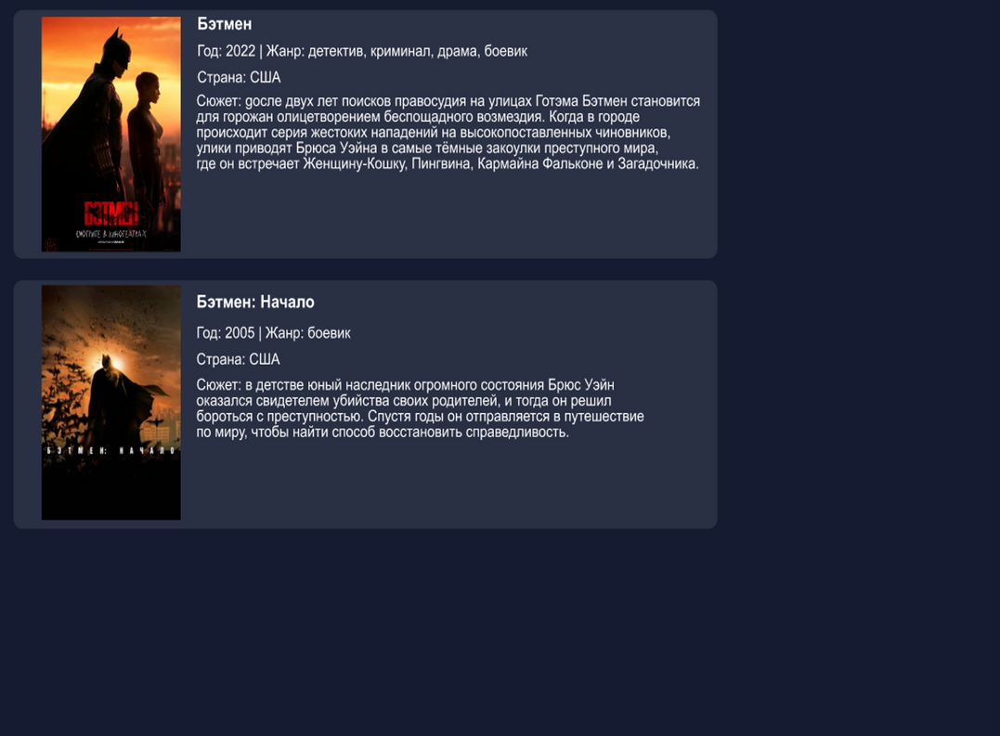 Бэтмен
Год: 2022 | Жанр: детектив, криминал, драма, боевик
Страна: США
Сюжет: gосле двух лет поисков правосудия на улицах Готэма Бэтмен становится
для горожан олицетворением беспощадного возмездия. Когда в городе
происходит серия жестоких нападений на высокопоставленных чиновников,
улики приводят Брюса Уэйна в самые тёмные закоулки преступного мира,
где он встречает Женщину-Кошку, Пингвина, Кармайна Фальконе и Загадочника.
БЭТМЕН
СМОТРИТЕ В КИНОТЕАТРАХ
Бэтмен: Начало
Год: 2005 | Жанр: боевик
Страна: США
Сюжет: в детстве юный наследник огромного состояния Брюс Уэйн
оказался свидетелем убийства своих родителей, и тогда он решил
бороться с преступностью. Спустя годы он отправляется в путешествие
по миру, чтобы найти способ восстановить справедливость.
БЭТМЕН: НАЧАЛО